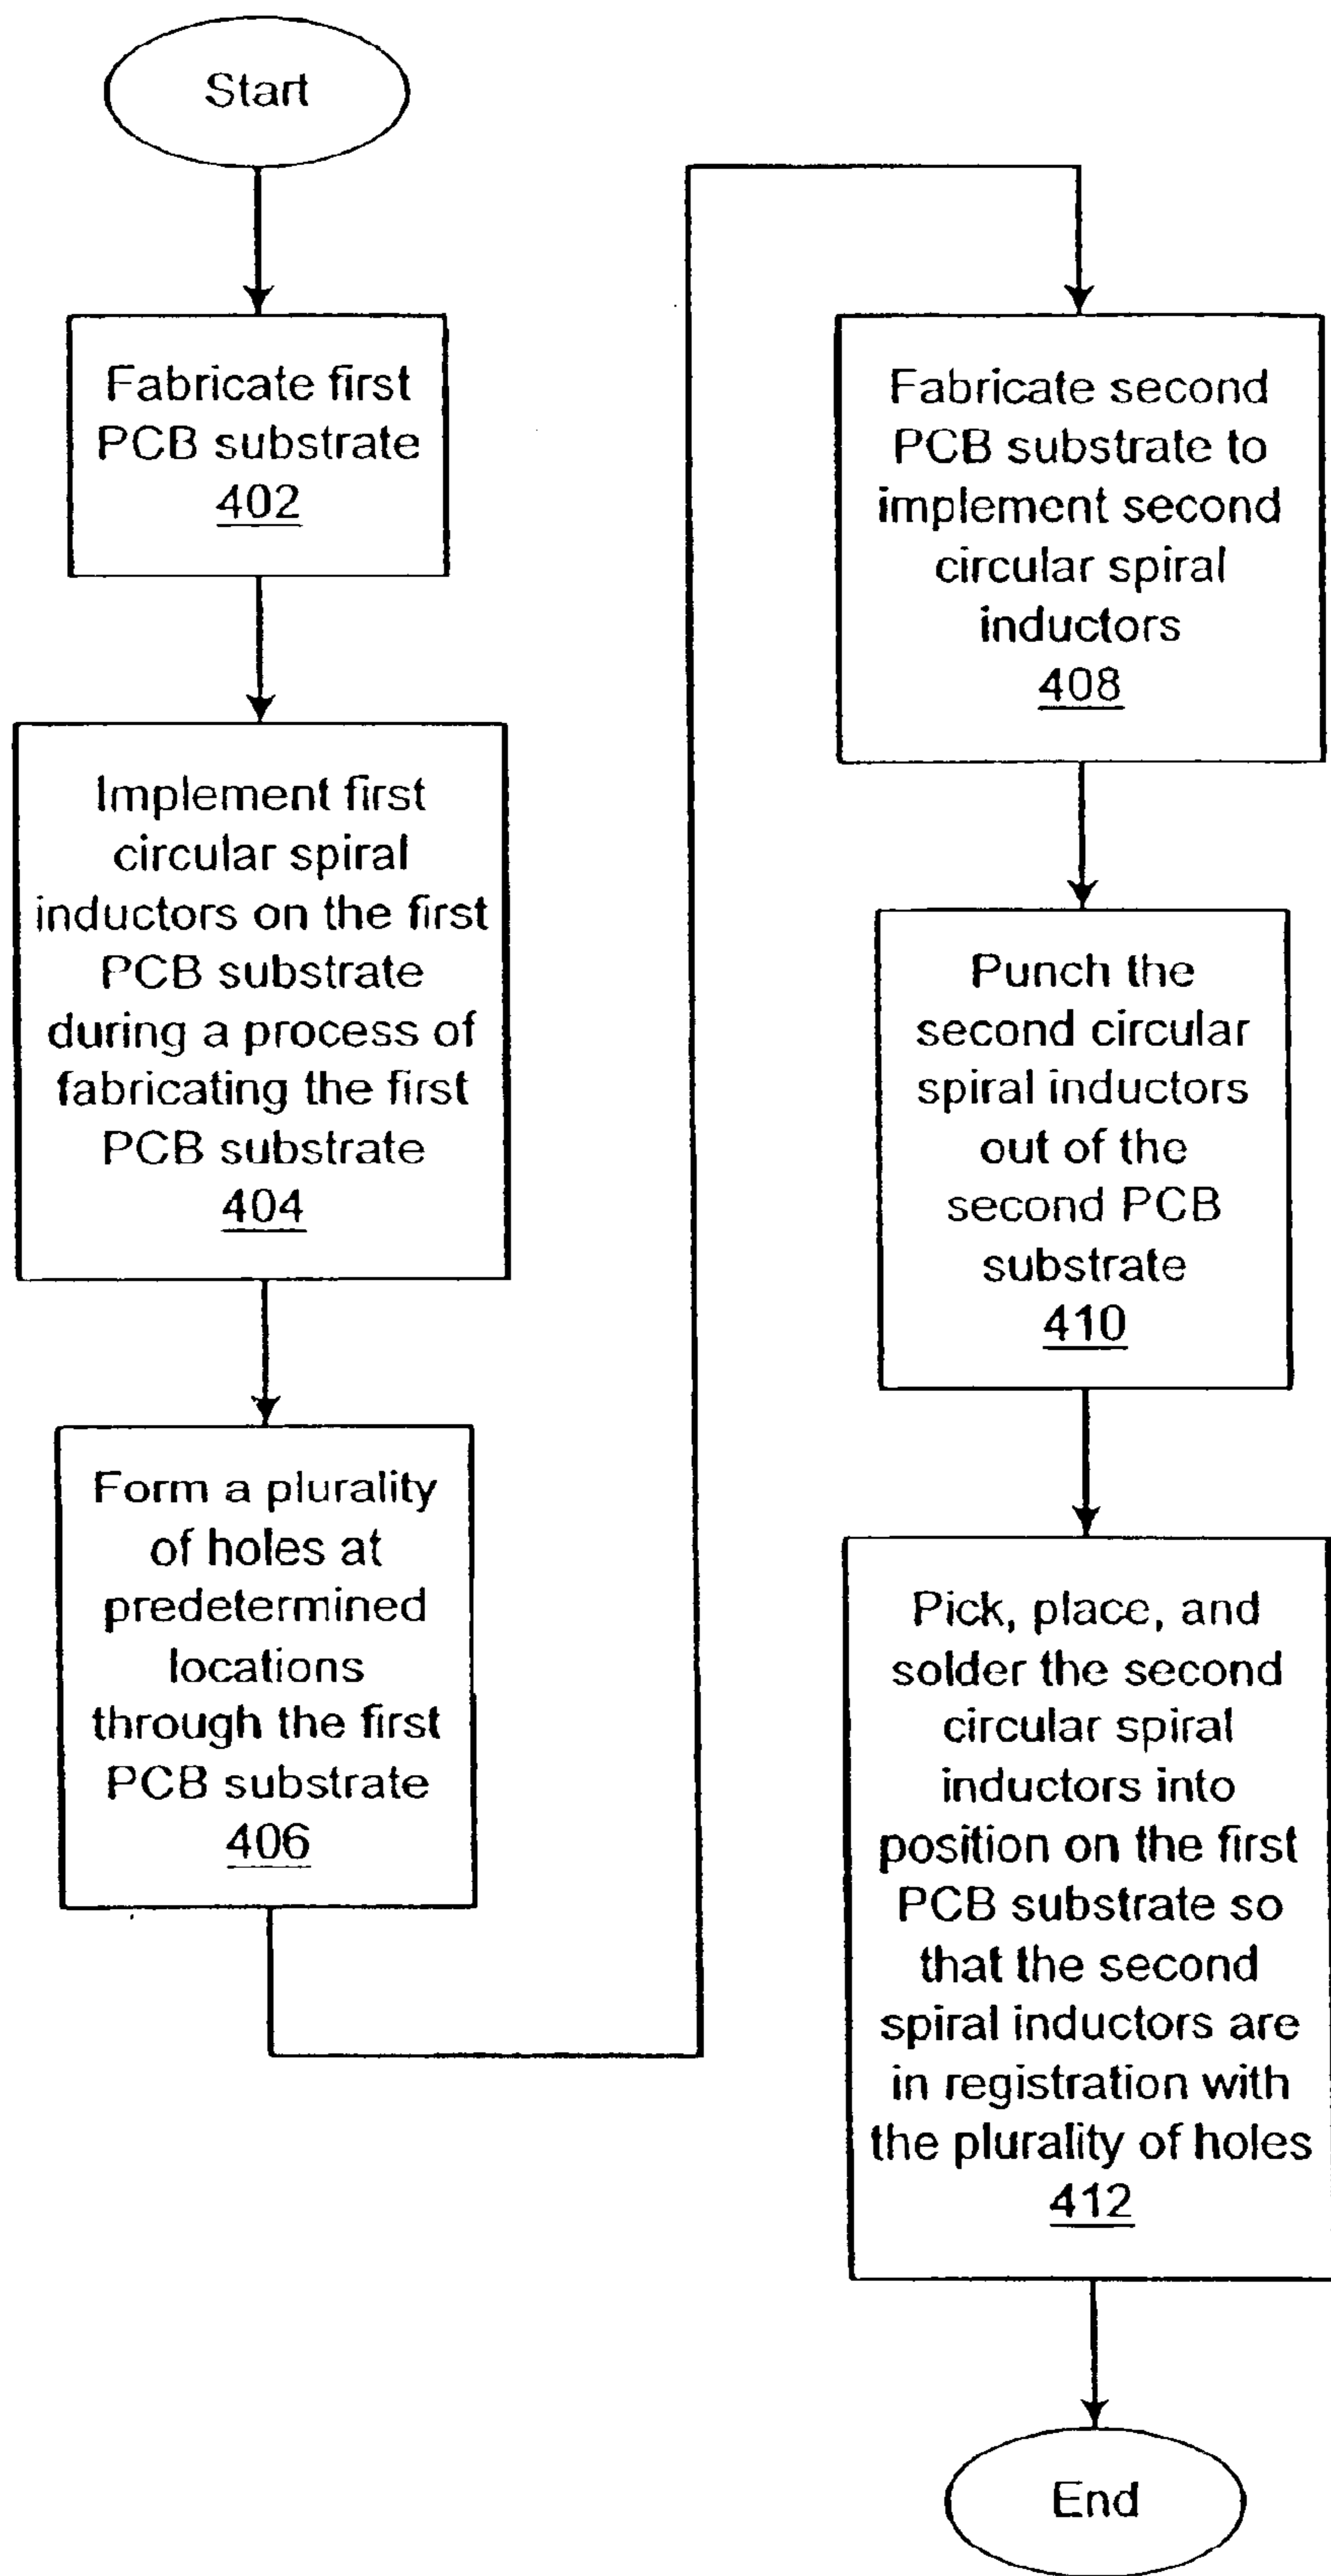 Start
Fabricate first
PCB substrate
402
Implement first
circular spiral
inductors on the first
PCB substrate
during a process of
fabricating the first
PCB substrate
404
Form a plurality
of holes at
predetermined
locations
through the first
PCB substrate
406
Fabricate second
PCB substrate to
implement second
circular spiral
inductors
408
Punch the
second circular
spiral inductors
out of the
second PCB
substrate
410
Pick, place, and
solder the second
circular spiral
inductors into
position on the first
PCB substrate so
that the second
spiral inductors are
in registration with
the plurality of holes
412
End